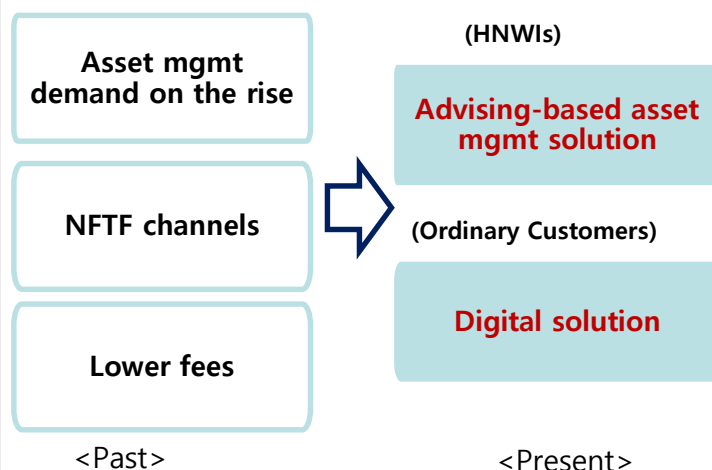 Asset mgmt
demand on the rise
NFTF channels
Lower fees
<Past>
(HNWIs)
Advising-based asset
mgmt solution
(Ordinary Customers)
Digital solution
<Present>